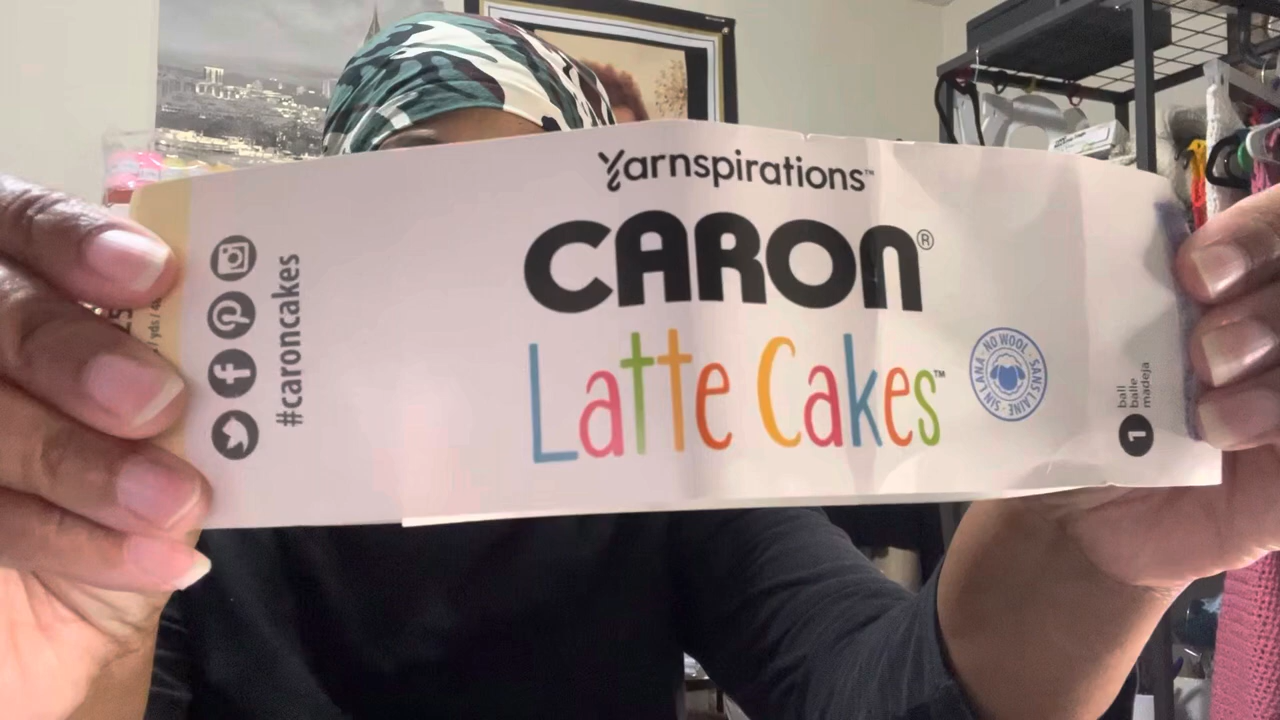 Yarnspirations™
CARON®
Latte Cakes™
#caroncakes
NO WOOL · SANS LAINE · SIN LANA ·
1
ball
balle
madeja